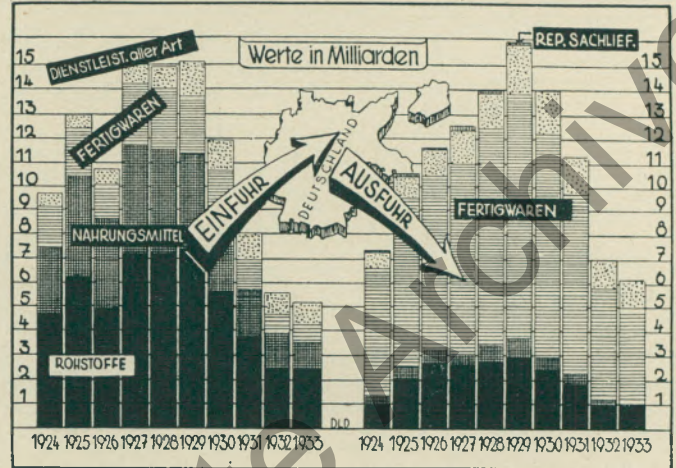 Werte in Milliarden
DIENSTLEIST. aller Art
FERTIGWAREN
NAHRUNGSMITTEL
ROHSTOFFE
EINFUHR
DEUTSCHLAND
AUSFUHR
REP. SACHLIEF.
FERTIGWAREN
15
14
13
12
11
10
9
8
7
6
5
4
3
2
1
15
14
13
12
11
10
9
8
7
6
5
4
3
2
1
DLD
1924 1925 1926 1927 1928 1929 1930 1931 1932 1933
1924 1925 1926 1927 1928 1929 1930 1931 1932 1933
Archive